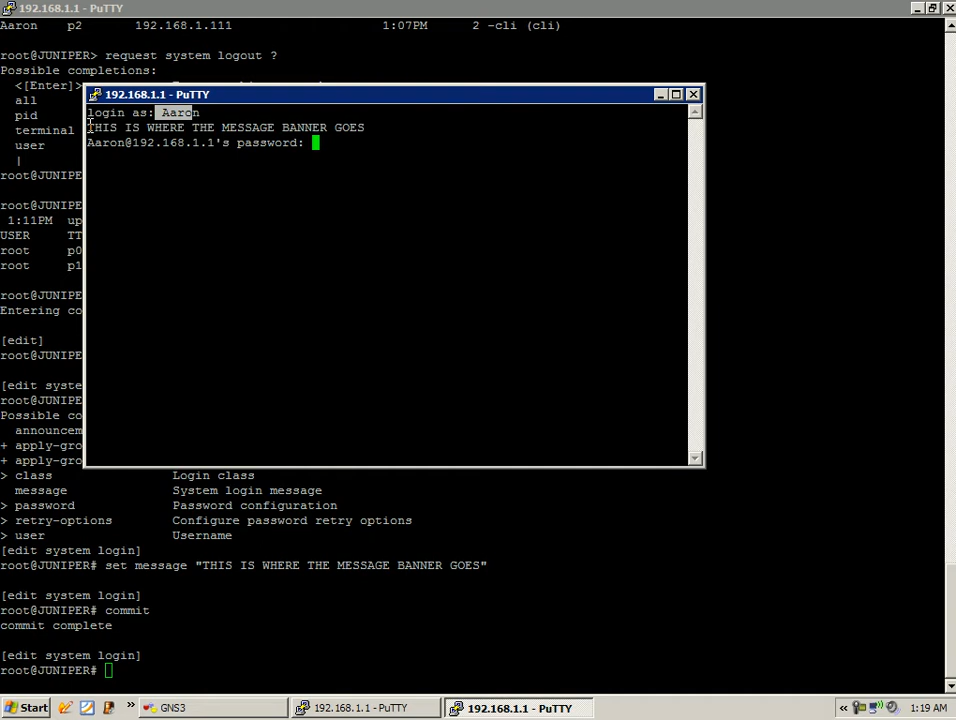 192.168.1.1 - PuTTY
Aaron p2 192.168.1.111 1:07PM 2 -cli (cli)
root@JUNIPER> request system logout ?
Possible completions:
<[Enter]>
all
pid
terminal
user
|
root@JUNIPE
root@JUNIPE
1:11PM up
USER TT
root p0
root p1
root@JUNIPE
Entering co
[edit]
root@JUNIPE
[edit syste
root@JUNIPE
Possible co
announcem
+ apply-gro
+ apply-gro
> class Login class
message System login message
> password Password configuration
> retry-options Configure password retry options
> user Username
[edit system login]
root@JUNIPER# set message "THIS IS WHERE THE MESSAGE BANNER GOES"
[edit system login]
root@JUNIPER# commit
commit complete
[edit system login]
root@JUNIPER#
192.168.1.1 - PuTTY
login as: Aaron
THIS IS WHERE THE MESSAGE BANNER GOES
Aaron@192.168.1.1's password:
Start » GNS3 192.168.1.1 - PuTTY 192.168.1.1 - PuTTY « 1:19 AM